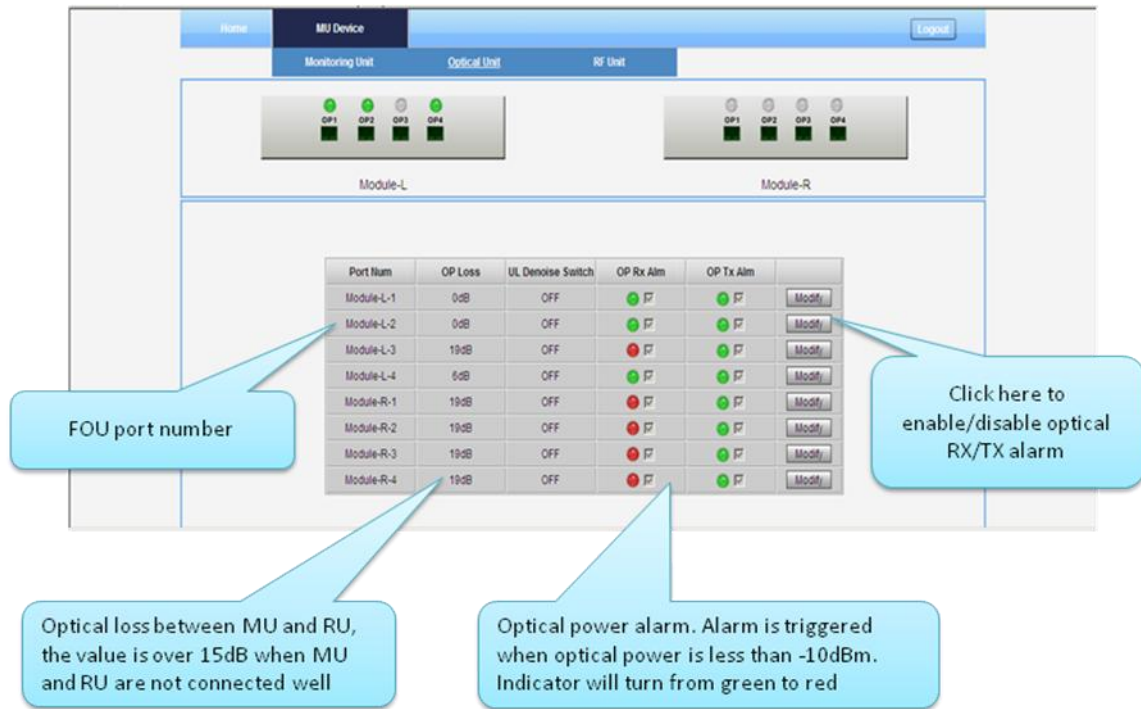 Home MU Device Logout
Monitoring Unit Optical Unit RF Unit
OP1 OP2 OP3 OP4 OP1 OP2 OP3 OP4
Module-L Module-R
Port Num OP Loss UL Denoise Switch OP Rx Alm OP Tx Alm
Module-L-1 0dB OFF Modify
Module-L-2 0dB OFF Modify
Module-L-3 19dB OFF Modify
Module-L-4 6dB OFF Modify
Module-R-1 19dB OFF Modify
Module-R-2 19dB OFF Modify
Module-R-3 19dB OFF Modify
Module-R-4 19dB OFF Modify
FOU port number
Click here to
enable/disable optical
RX/TX alarm
Optical loss between MU and RU,
the value is over 15dB when MU
and RU are not connected well
Optical power alarm. Alarm is triggered
when optical power is less than -10dBm.
Indicator will turn from green to red